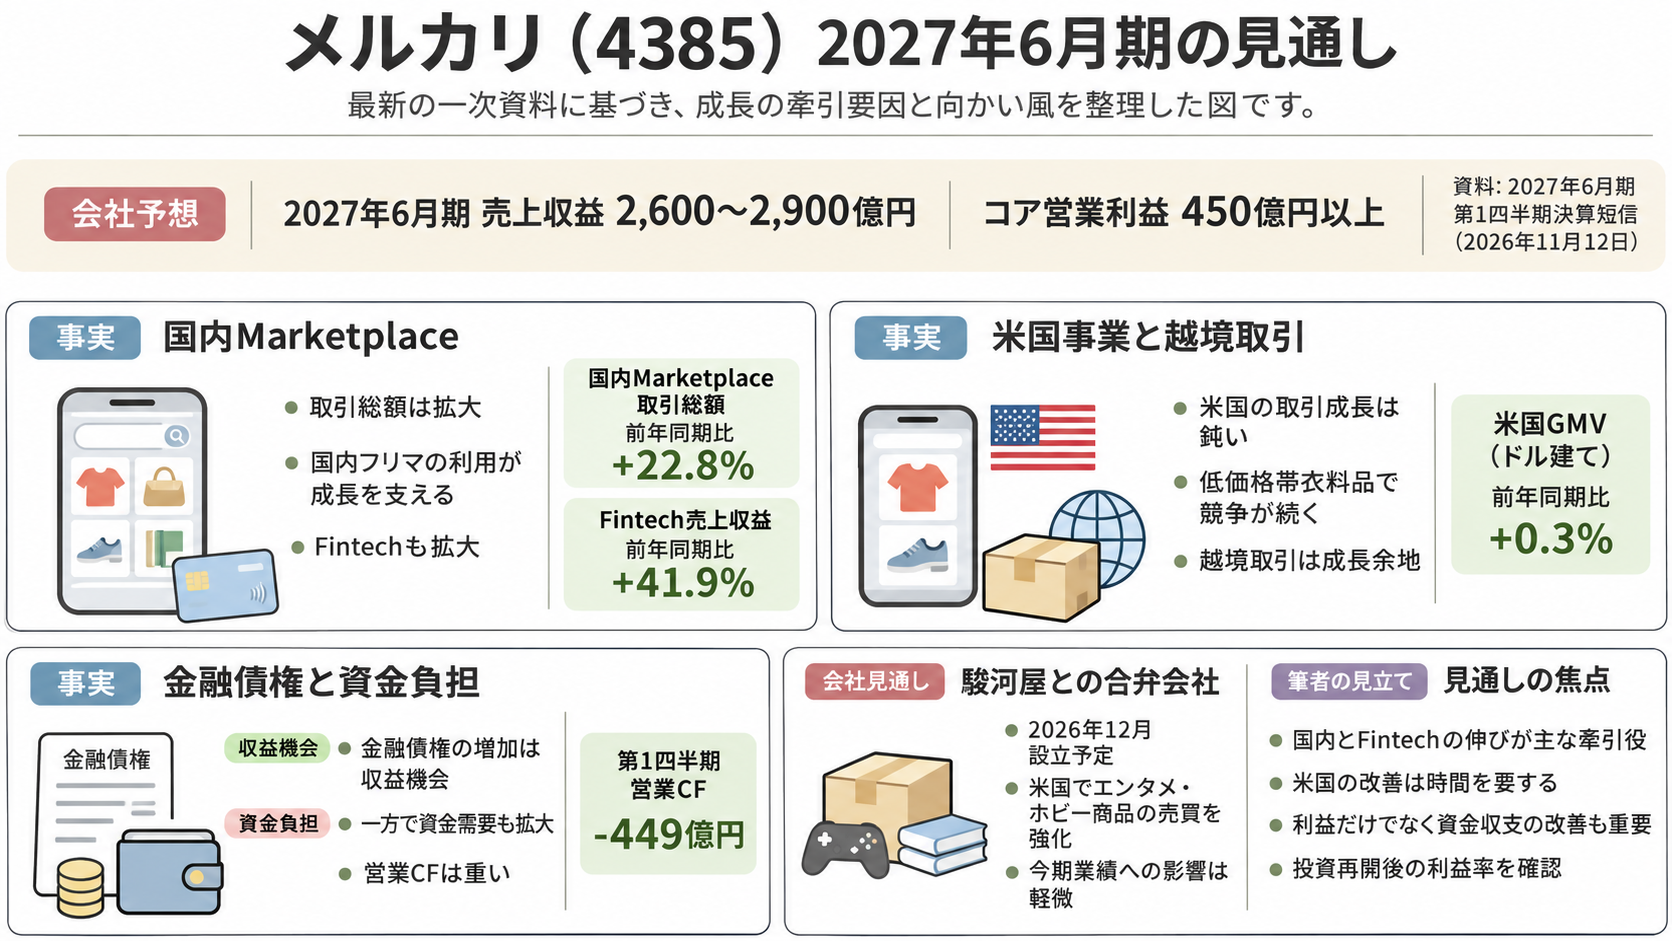 メルカリ（4385）2027年6月期の見通し
最新の一次資料に基づき、成長の牽引要因と向かい風を整理した図です。
会社予想
2027年6月期 売上収益 2,600〜2,900億円
コア営業利益 450億円以上
資料: 2027年6月期
第1四半期決算短信
（2026年11月12日）
事実
国内Marketplace
取引総額は拡大
国内フリマの利用が
成長を支える
Fintechも拡大
国内Marketplace
取引総額
前年同期比
+22.8%
Fintech売上収益
前年同期比
+41.9%
事実
米国事業と越境取引
米国の取引成長は
鈍い
低価格帯衣料品で
競争が続く
越境取引は成長余地
米国GMV
（ドル建て）
前年同期比
+0.3%
事実
金融債権と資金負担
金融債権
収益機会
金融債権の増加は
収益機会
資金負担
一方で資金需要も拡大
営業CFは重い
第1四半期
営業CF
-449億円
会社見通し
駿河屋との合弁会社
2026年12月
設立予定
米国でエンタメ・
ホビー商品の売買を
強化
今期業績への影響は
軽微
筆者の見立て
見通しの焦点
国内とFintechの伸びが主な牽引役
米国の改善は時間を要する
利益だけでなく資金収支の改善も重要
投資再開後の利益率を確認